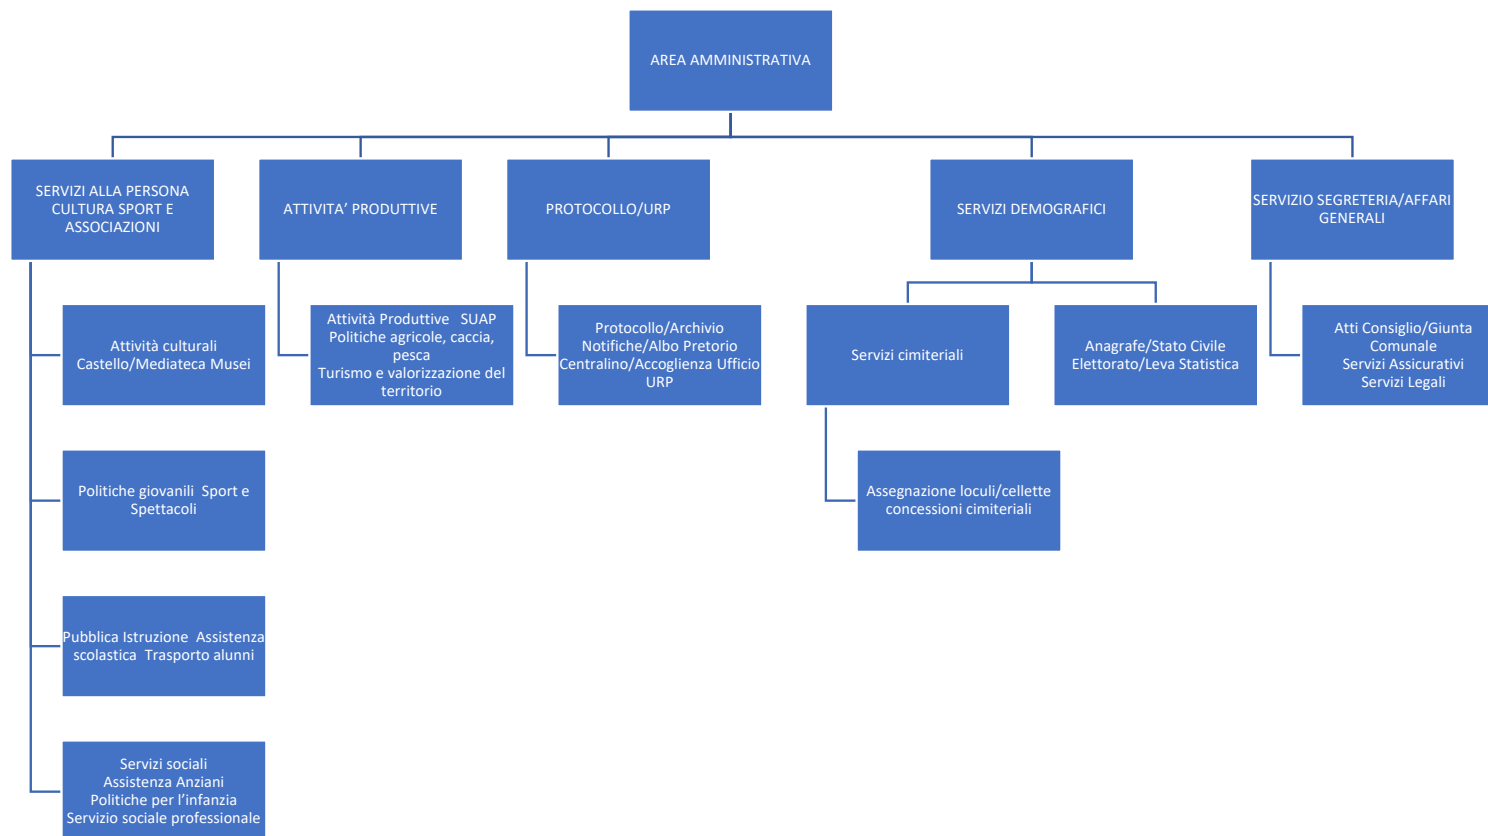 AREA AMMINISTRATIVA
SERVIZI ALLA PERSONA
CULTURA SPORT E
ASSOCIAZIONI
ATTIVITA’ PRODUTTIVE
PROTOCOLLO/URP
SERVIZI DEMOGRAFICI
SERVIZIO SEGRETERIA/AFFARI
GENERALI
Attività culturali
Castello/Mediateca Musei
Attività Produttive SUAP
Politiche agricole, caccia,
pesca
Turismo e valorizzazione del
territorio
Protocollo/Archivio
Notifiche/Albo Pretorio
Centralino/Accoglienza Ufficio
URP
Servizi cimiteriali
Anagrafe/Stato Civile
Elettorato/Leva Statistica
Atti Consiglio/Giunta
Comunale
Servizi Assicurativi
Servizi Legali
Politiche giovanili Sport e
Spettacoli
Assegnazione loculi/cellette
concessioni cimiteriali
Pubblica Istruzione Assistenza
scolastica Trasporto alunni
Servizi sociali
Assistenza Anziani
Politiche per l’infanzia
Servizio sociale professionale